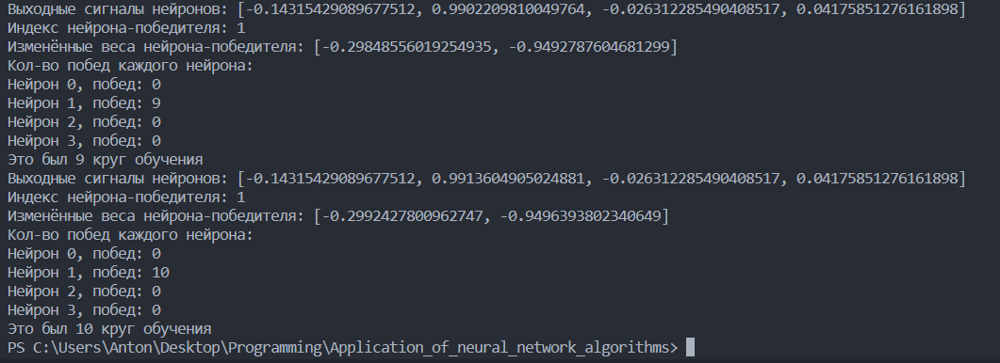 Выходные сигналы нейронов: [-0.14315429089677512, 0.9902209810049764, -0.026312285490408517, 0.04175851276161898]
Индекс нейрона-победителя: 1
Изменённые веса нейрона-победителя: [-0.29848556019254935, -0.9492787604681299]
Кол-во побед каждого нейрона:
Нейрон 0, побед: 0
Нейрон 1, побед: 9
Нейрон 2, побед: 0
Нейрон 3, побед: 0
Это был 9 круг обучения
Выходные сигналы нейронов: [-0.14315429089677512, 0.9913604905024881, -0.026312285490408517, 0.04175851276161898]
Индекс нейрона-победителя: 1
Изменённые веса нейрона-победителя: [-0.2992427800962747, -0.9496393802340649]
Кол-во побед каждого нейрона:
Нейрон 0, побед: 0
Нейрон 1, побед: 10
Нейрон 2, побед: 0
Нейрон 3, побед: 0
Это был 10 круг обучения
PS C:\Users\Anton\Desktop\Programming\Application_of_neural_network_algorithms>